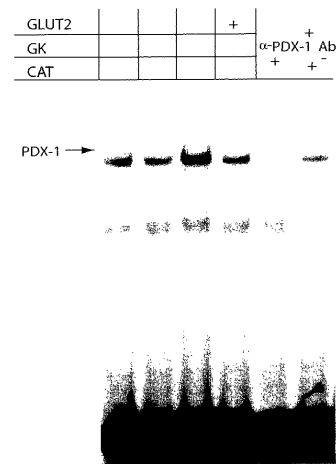 GLUT2 +
GK +
α-PDX-1 Ab
CAT + + -
PDX-1